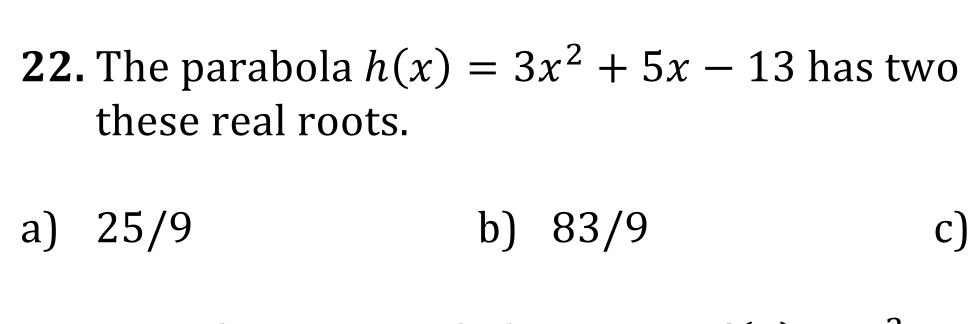 22. The parabola h(x) = 3x² + 5x − 13 has two
these real roots.
a) 25/9 b) 83/9 c)